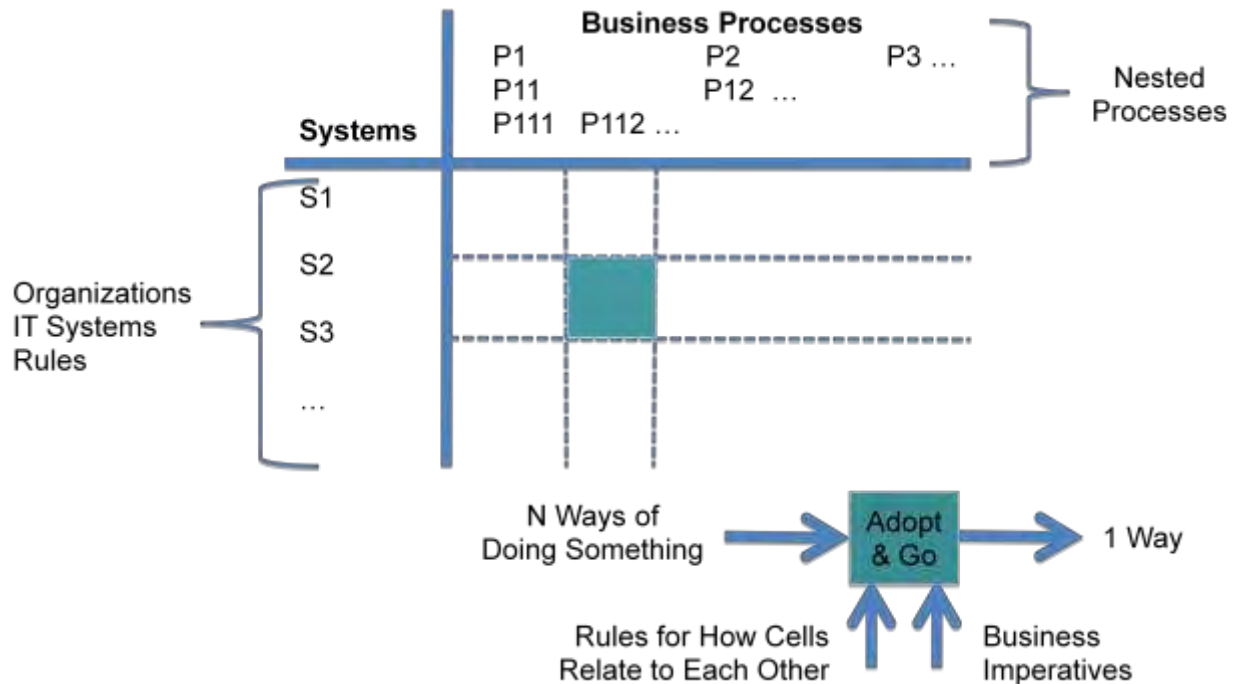 Business Processes
P1 P2 P3 …
P11 P12 …
P111 P112 …
Nested
Processes
Systems
S1
S2
S3
…
Organizations
IT Systems
Rules
N Ways of
Doing Something
Adopt
& Go
1 Way
Rules for How Cells
Relate to Each Other
Business
Imperatives